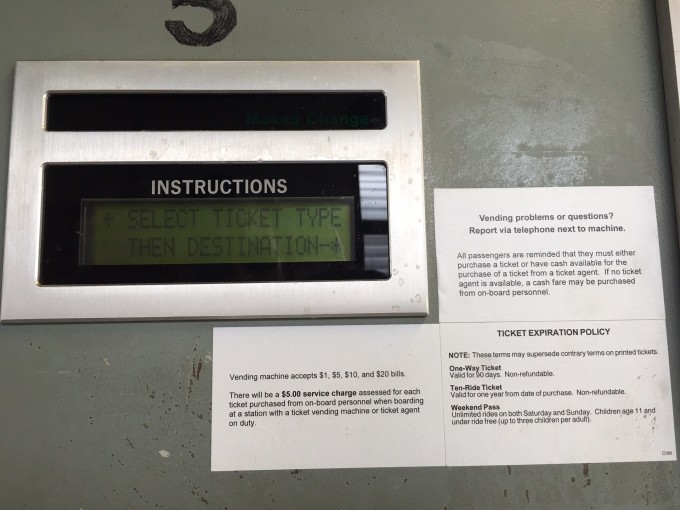 5
Makes Change
INSTRUCTIONS
← SELECT TICKET TYPE
THEN DESTINATION→*
Vending problems or questions?
Report via telephone next to machine.
All passengers are reminded that they must either
purchase a ticket or have cash available for the
purchase of a ticket from a ticket agent. If no ticket
agent is available, a cash fare may be purchased
from on-board personnel.
Vending machine accepts $1, $5, $10, and $20 bills.
There will be a $5.00 service charge assessed for each
ticket purchased from on-board personnel when boarding
at a station with a ticket vending machine or ticket agent
on duty.
TICKET EXPIRATION POLICY
NOTE: These terms may supersede contrary terms on printed tickets.
One-Way Ticket
Valid for 90 days. Non-refundable.
Ten-Ride Ticket
Valid for one year from date of purchase. Non-refundable.
Weekend Pass
Unlimited rides on both Saturday and Sunday. Children age 11 and
under ride free (up to three children per adult).